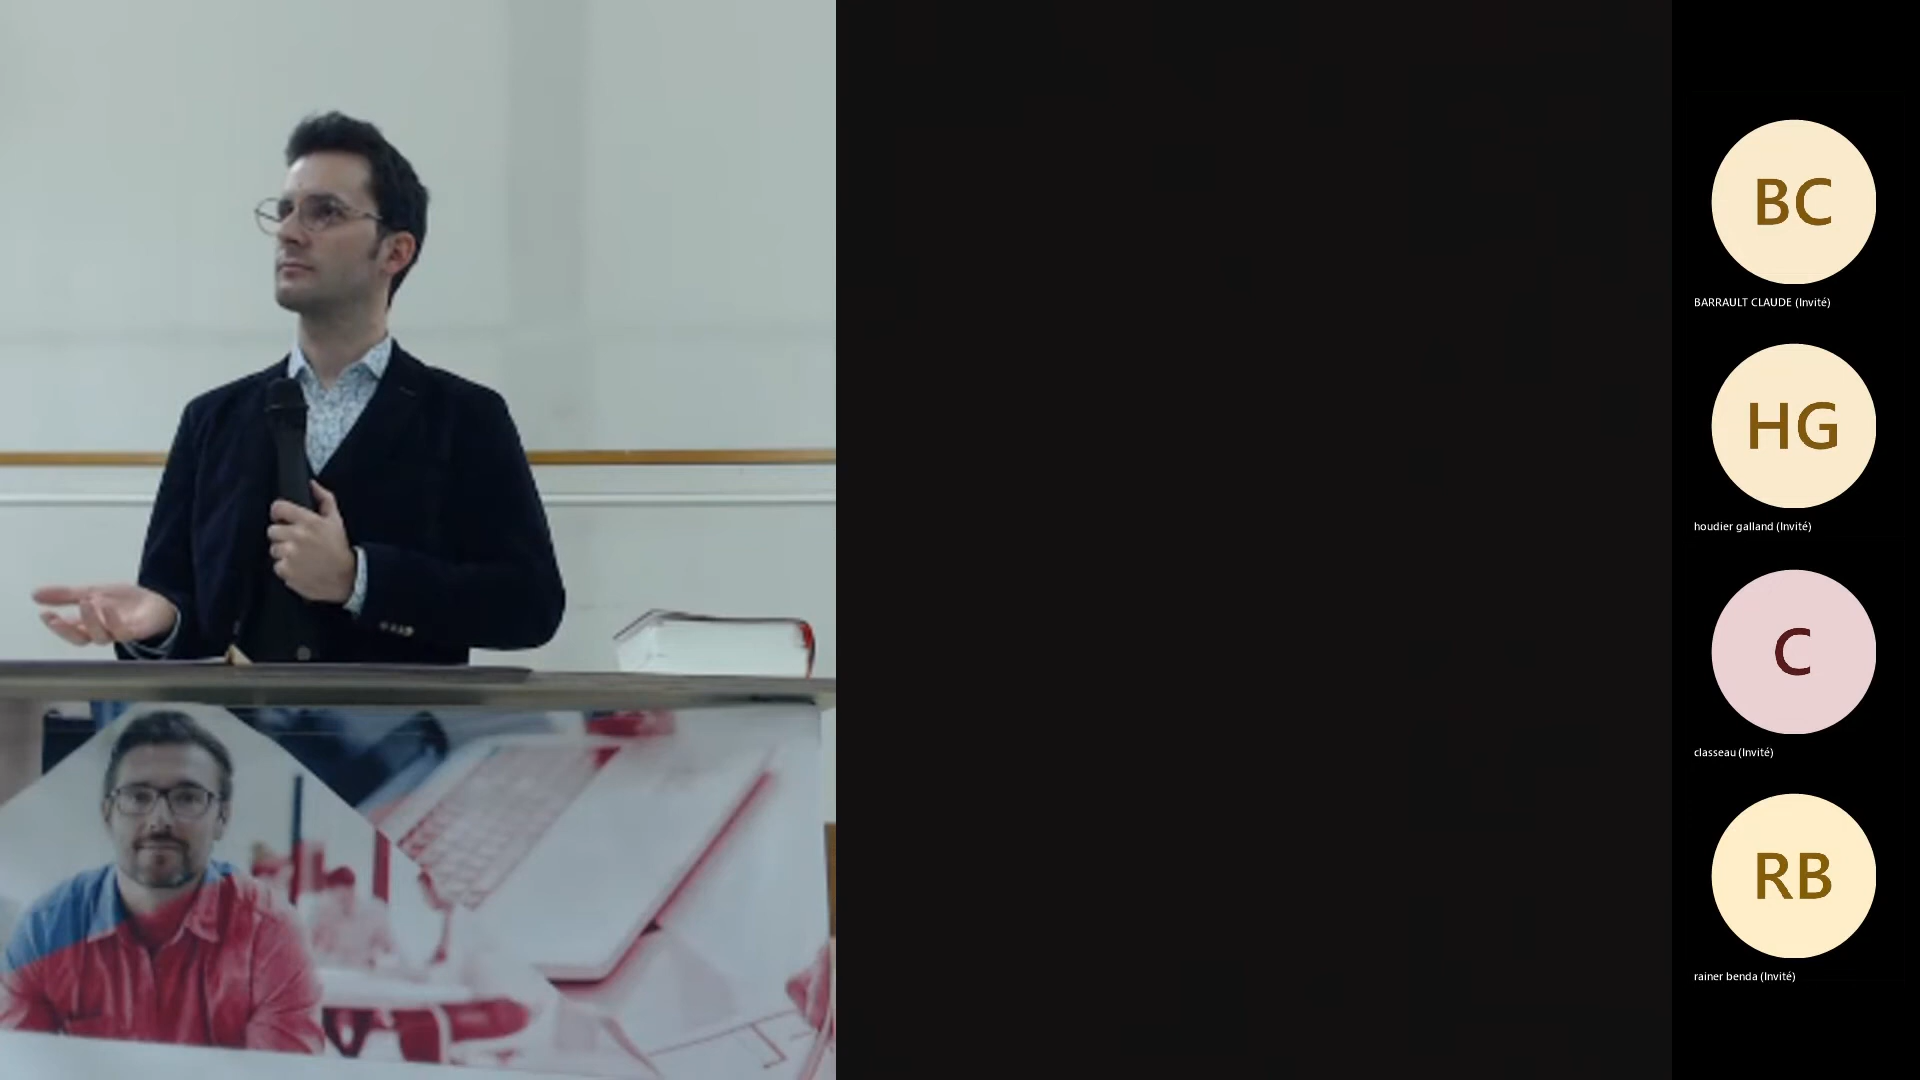 BC
BARRAULT CLAUDE (Invité)
HG
houdier galland (Invité)
C
classeau (Invité)
RB
rainer benda (Invité)